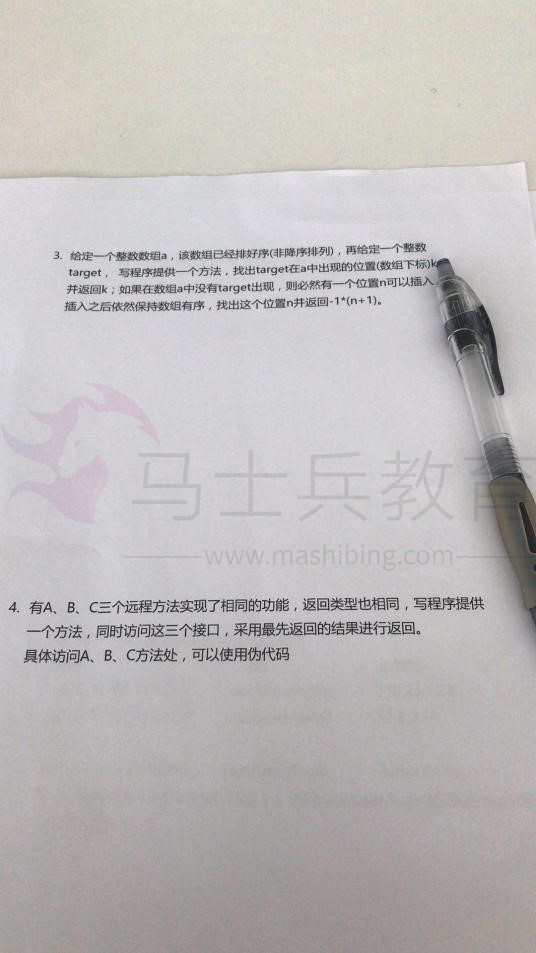 3. 给定一个整数数组a，该数组已经排好序(非降序排列)，再给定一个整数
target， 写程序提供一个方法，找出target在a中出现的位置(数组下标)k
并返回k；如果在数组a中没有target出现，则必然有一个位置n可以插入
插入之后依然保持数组有序，找出这个位置n并返回-1*(n+1)。
马士兵教育
www.mashibing.com
4. 有A、B、C三个远程方法实现了相同的功能，返回类型也相同，写程序提供
一个方法，同时访问这三个接口，采用最先返回的结果进行返回。
具体访问A、B、C方法处，可以使用伪代码